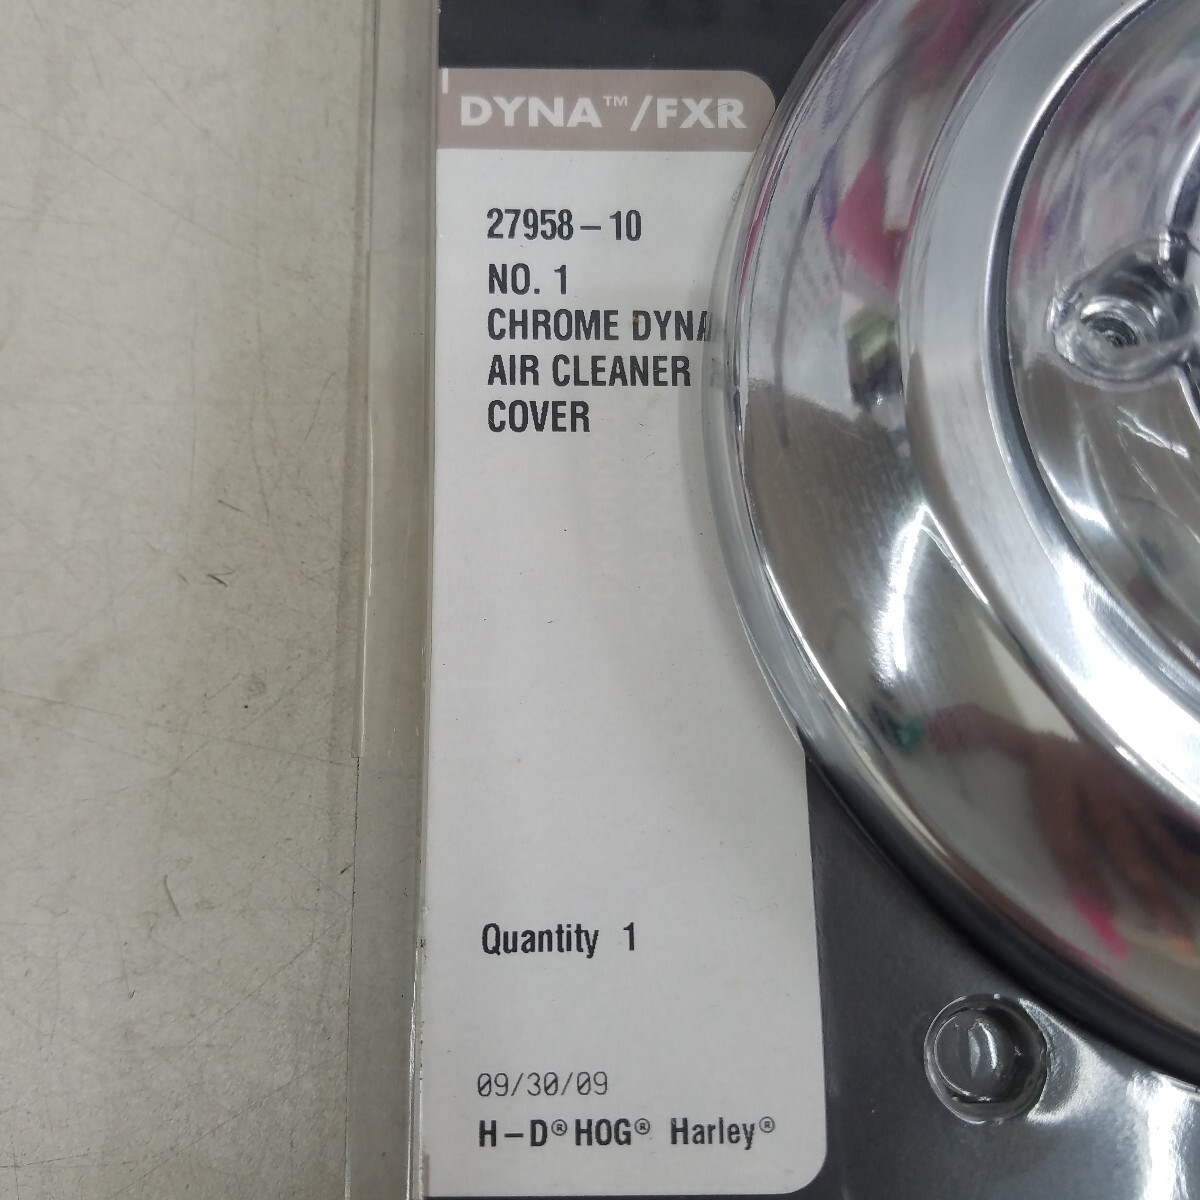 DYNA™/FXR
27958-10
NO. 1
CHROME DYNA
AIR CLEANER
COVER
Quantity 1
09/30/09
H-D® HOG® Harley®